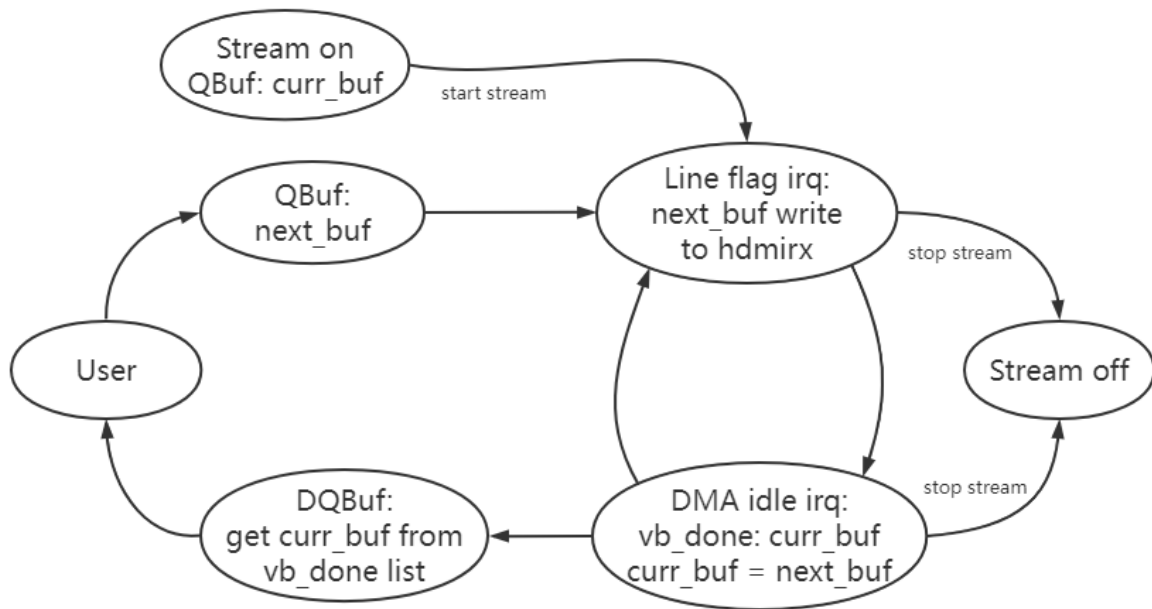 Stream on
QBuf: curr_buf
start stream
QBuf:
next_buf
Line flag irq:
next_buf write
to hdmirx
stop stream
User
Stream off
DQBuf:
get curr_buf from
vb_done list
DMA idle irq:
vb_done: curr_buf
curr_buf = next_buf
stop stream